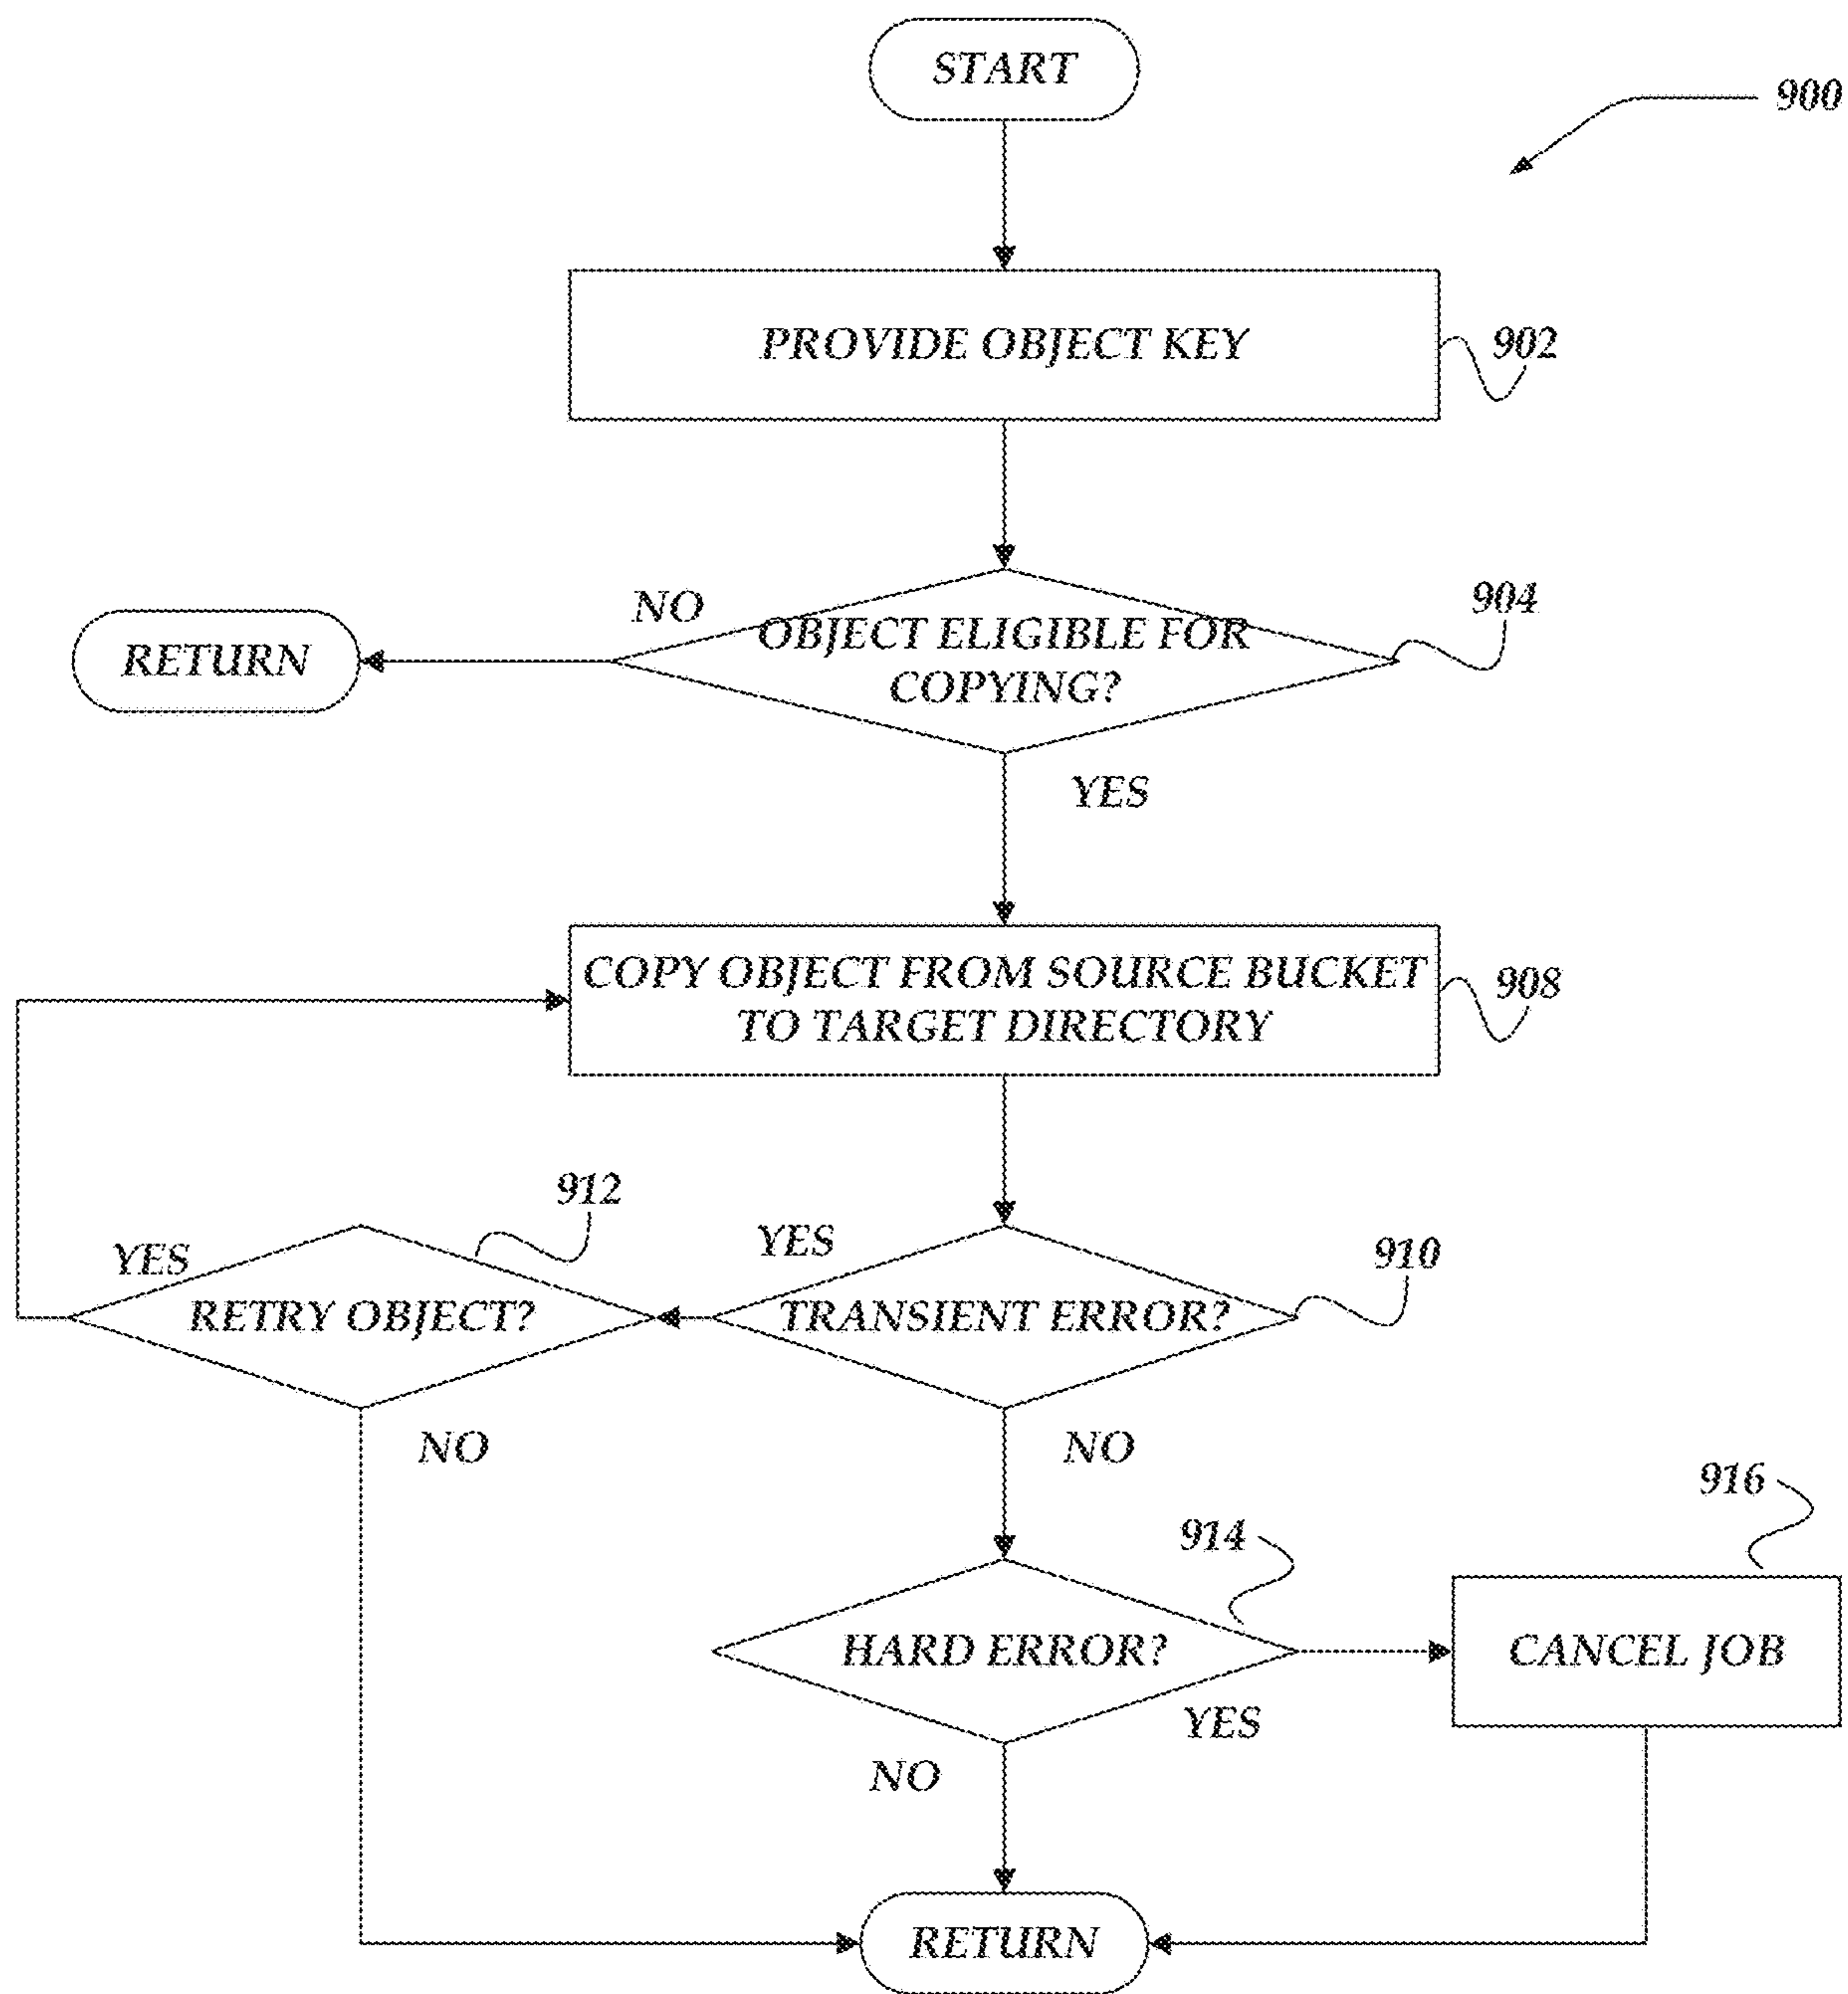 START
900
PROVIDE OBJECT KEY
902
NO
904
OBJECT ELIGIBLE FOR
COPYING?
RETURN
YES
COPY OBJECT FROM SOURCE BUCKET
TO TARGET DIRECTORY
908
912
YES
YES
910
RETRY OBJECT?
TRANSIENT ERROR?
NO
NO
916
914
HARD ERROR?
CANCEL JOB
YES
NO
RETURN